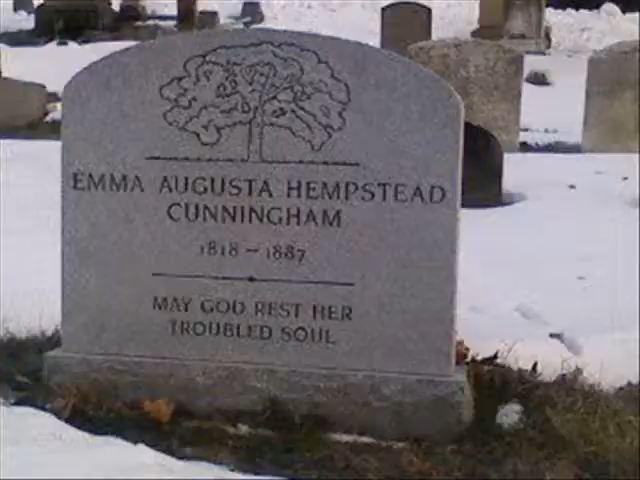 EMMA AUGUSTA HEMPSTEAD
CUNNINGHAM
1818 – 1887
MAY GOD REST HER
TROUBLED SOUL